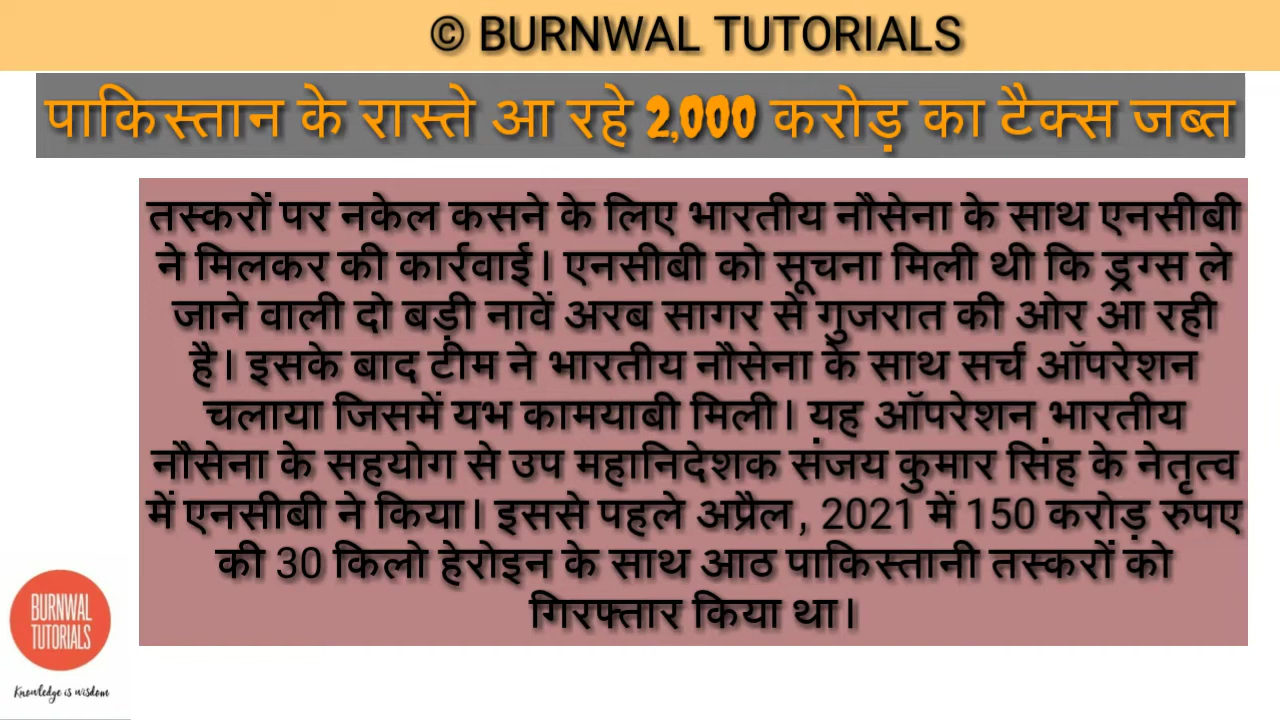 © BURNWAL TUTORIALS
पाकिस्तान के रास्ते आ रहे 2,000 करोड़ का टैक्स जब्त
तस्करों पर नकेल कसने के लिए भारतीय नौसेना के साथ एनसीबी
ने मिलकर की कार्रवाई। एनसीबी को सूचना मिली थी कि ड्रग्स ले
जाने वाली दो बड़ी नावें अरब सागर से गुजरात की ओर आ रही
है। इसके बाद टीम ने भारतीय नौसेना के साथ सर्च ऑपरेशन
चलाया जिसमें यभ कामयाबी मिली। यह ऑपरेशन भारतीय
नौसेना के सहयोग से उप महानिदेशक संजय कुमार सिंह के नेतृत्व
में एनसीबी ने किया। इससे पहले अप्रैल, 2021 में 150 करोड़ रुपए
की 30 किलो हेरोइन के साथ आठ पाकिस्तानी तस्करों को
गिरफ्तार किया था।
BURNWAL
TUTORIALS
Knowledge is wisdom